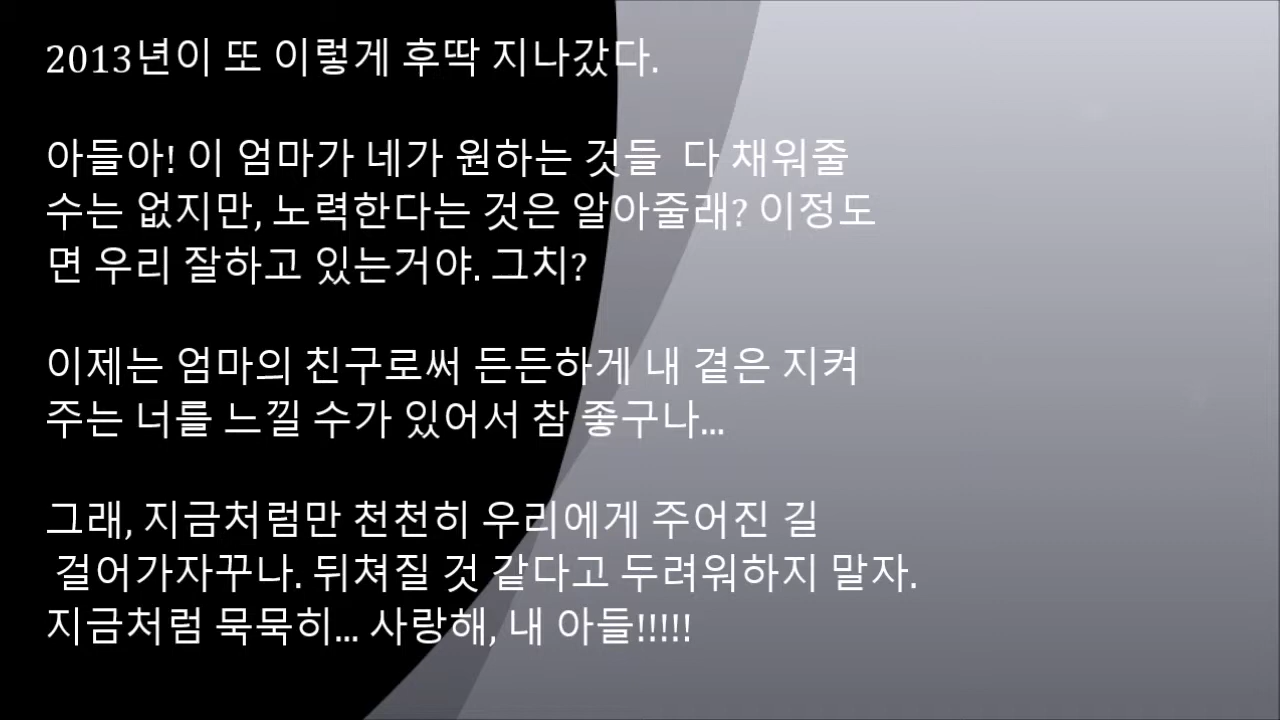 2013년이 또 이렇게 후딱 지나갔다.
아들아! 이 엄마가 네가 원하는 것들 다 채워줄
수는 없지만, 노력한다는 것은 알아줄래? 이정도
면 우리 잘하고 있는거야. 그치?
이제는 엄마의 친구로써 든든하게 내 곁은 지켜
주는 너를 느낄 수가 있어서 참 좋구나...
그래, 지금처럼만 천천히 우리에게 주어진 길
걸어가자꾸나. 뒤쳐질 것 같다고 두려워하지 말자.
지금처럼 묵묵히... 사랑해, 내 아들!!!!!